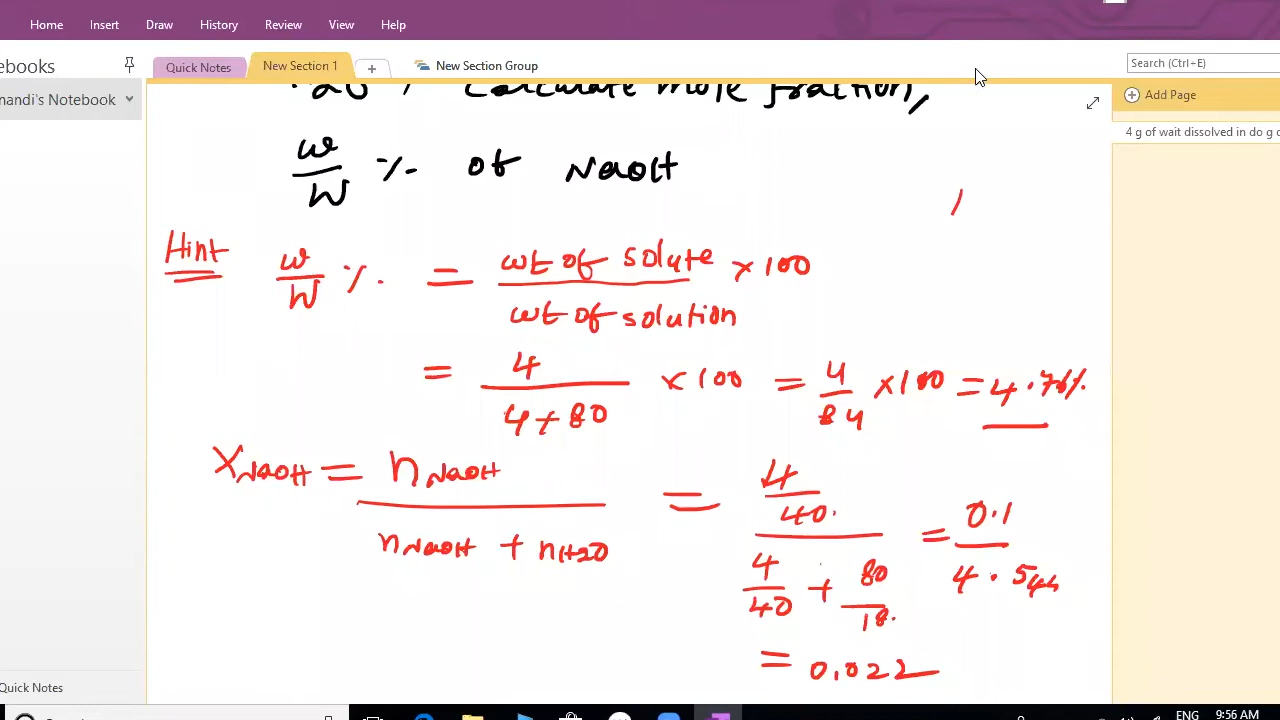 Home Insert Draw History Review View Help
ebooks
Quick Notes New Section 1 + New Section Group
Search (Ctrl+E)
nandi's Notebook
Add Page
4 g of wait dissolved in do g o
Calculate mole fraction,
w/W % of NaOH
Hint w/W % = wt of solute / wt of solution × 100
= 4 / 4+80 × 100 = 4/84 × 100 = 4.76%
XNaOH = nNaOH / nNaOH + nH2O = 4/40 / 4/40 + 80/18 = 0.1 / 4.544
= 0.022
Quick Notes
ENG 9:56 AM